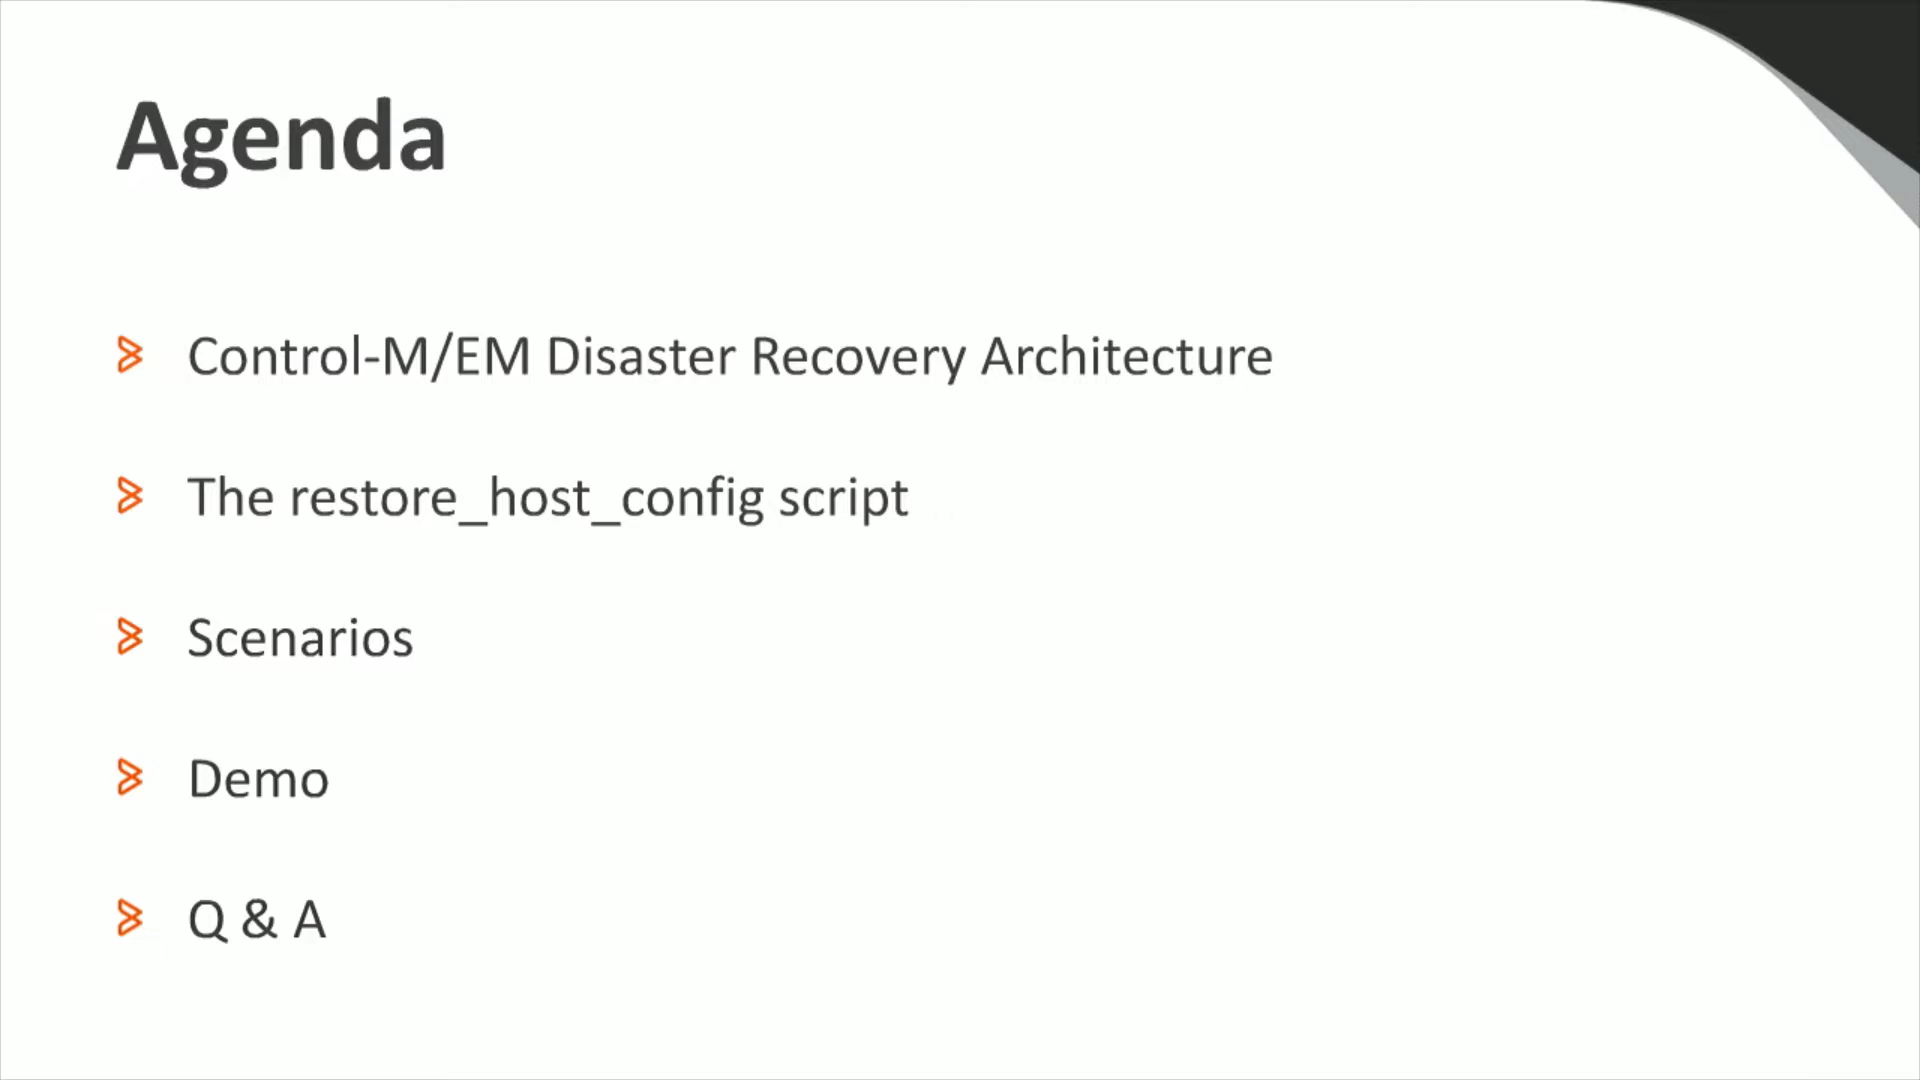 Agenda
Control-M/EM Disaster Recovery Architecture
The restore_host_config script
Scenarios
Demo
Q & A